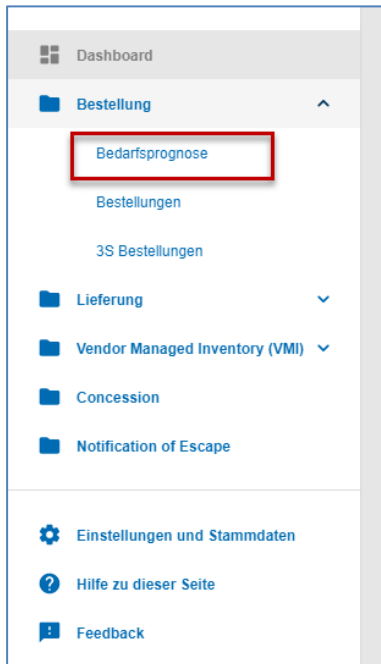 Dashboard
Bestellung
Bedarfsprognose
Bestellungen
3S Bestellungen
Lieferung
Vendor Managed Inventory (VMI)
Concession
Notification of Escape
Einstellungen und Stammdaten
Hilfe zu dieser Seite
Feedback